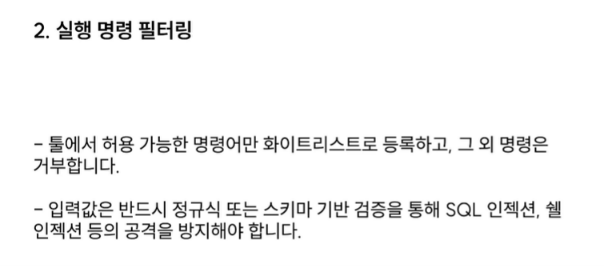 2. 실행 명령 필터링
- 툴에서 허용 가능한 명령어만 화이트리스트로 등록하고, 그 외 명령은
거부합니다.
- 입력값은 반드시 정규식 또는 스키마 기반 검증을 통해 SQL 인젝션, 쉘
인젝션 등의 공격을 방지해야 합니다.